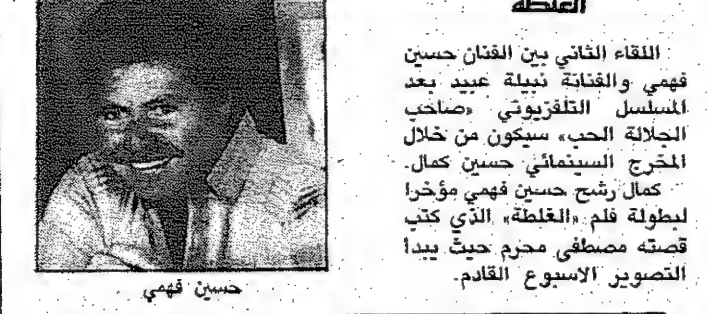 الغلطة
اللقاء الثاني بين الفنان حسين
فهمي والفنانة نبيلة عبيد بعد
المسلسل التلفزيوني «صاحب
الجلالة الحب» سيكون من خلال
المخرج السينمائي حسين كمال.
كمال رشح حسين فهمي مؤخرا
لبطولة فلم «الغلطة» الذي كتب
قصته مصطفى محرم حيث يبدا
التصوير الاسبوع القادم.
حسين فهمي